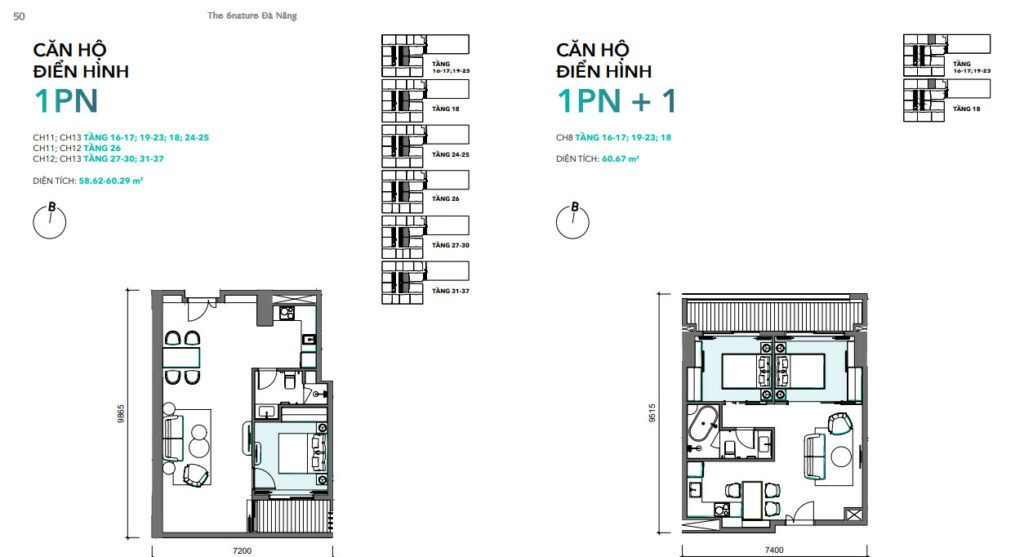 50
The 6nature Đà Nẵng
CĂN HỘ
ĐIỂN HÌNH
1PN
CH11; CH13 TẦNG 16-17; 19-23; 18; 24-25
CH11; CH12 TẦNG 26
CH12; CH13 TẦNG 27-30; 31-37
DIỆN TÍCH: 58.62-60.29 m²
B
TẦNG
16-17;19-23
TẦNG 18
TẦNG 24-25
TẦNG 26
TẦNG 27-30
TẦNG 31-37
9865
7200
CĂN HỘ
ĐIỂN HÌNH
1PN + 1
CH8 TẦNG 16-17; 19-23; 18
DIỆN TÍCH: 60.67 m²
B
TẦNG
16-17;19-23
TẦNG 18
9515
7400